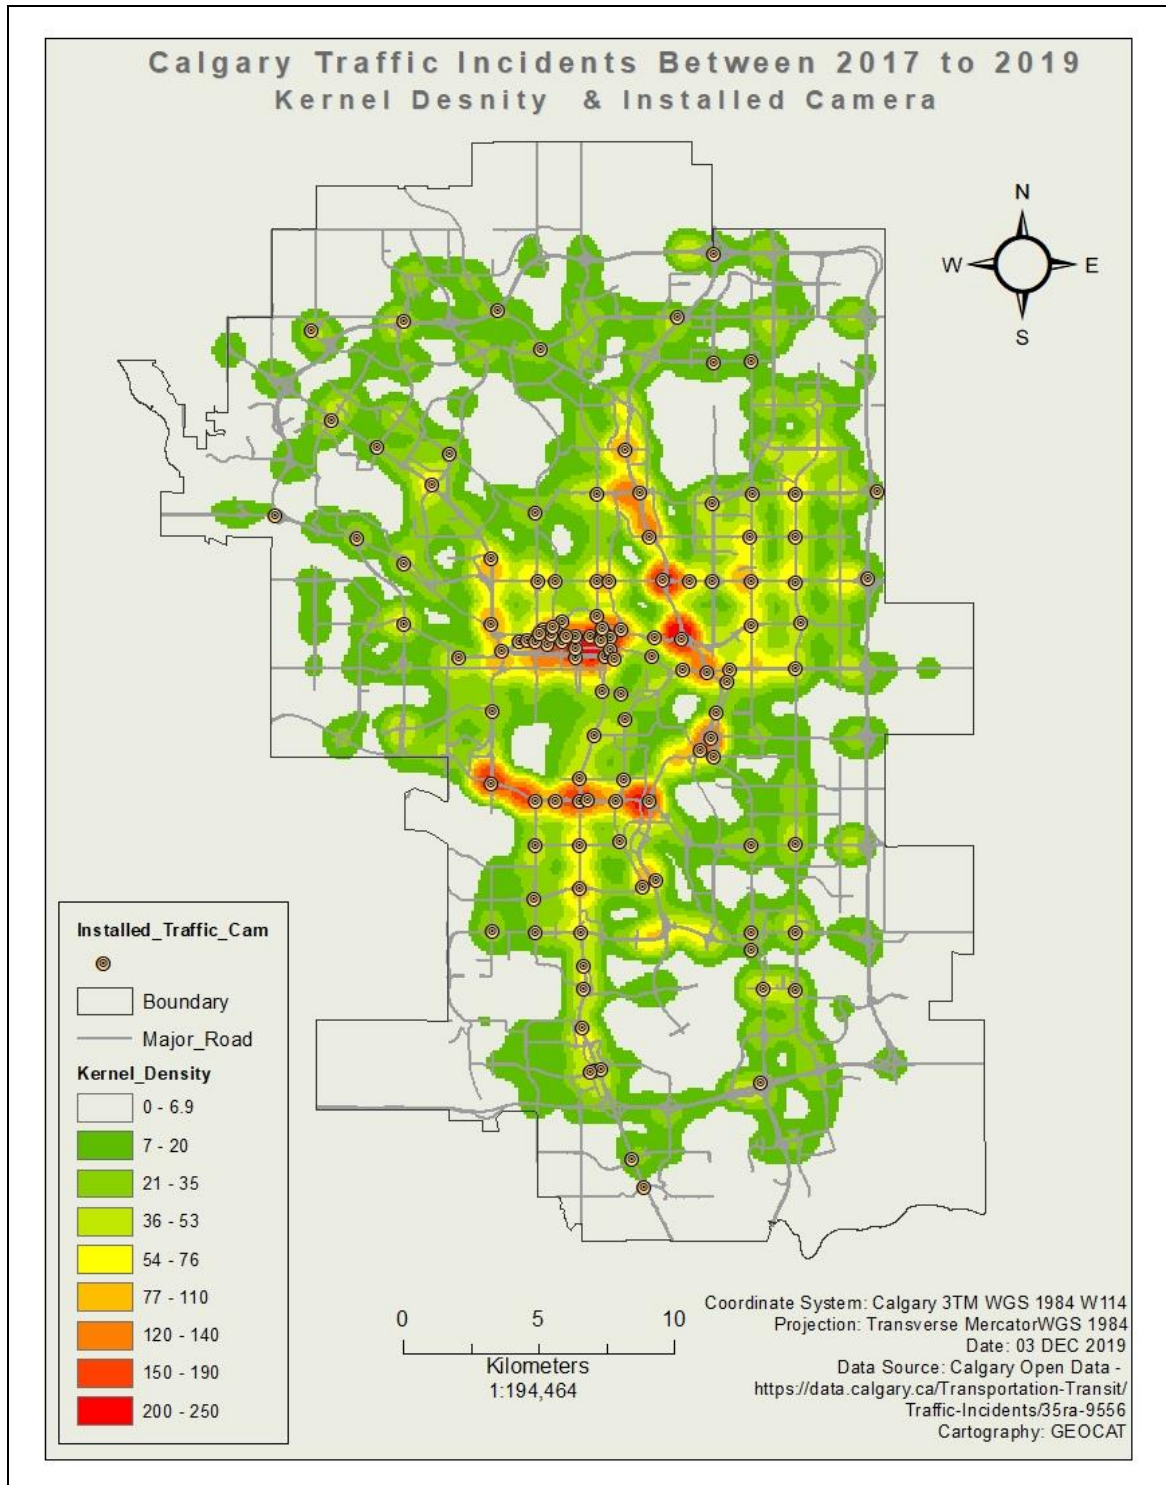 Calgary Traffic Incidents Between 2017 to 2019
Kernel Desnity & Installed Camera
N
W
E
S
Installed_Traffic_Cam
Boundary
Major_Road
Kernel_Density
0 - 6.9
7 - 20
21 - 35
36 - 53
54 - 76
77 - 110
120 - 140
150 - 190
200 - 250
0 5 10
Kilometers
1:194,464
Coordinate System: Calgary 3TM WGS 1984 W114
Projection: Transverse MercatorWGS 1984
Date: 03 DEC 2019
Data Source: Calgary Open Data -
https://data.calgary.ca/Transportation-Transit/
Traffic-Incidents/35ra-9556
Cartography: GEOCAT